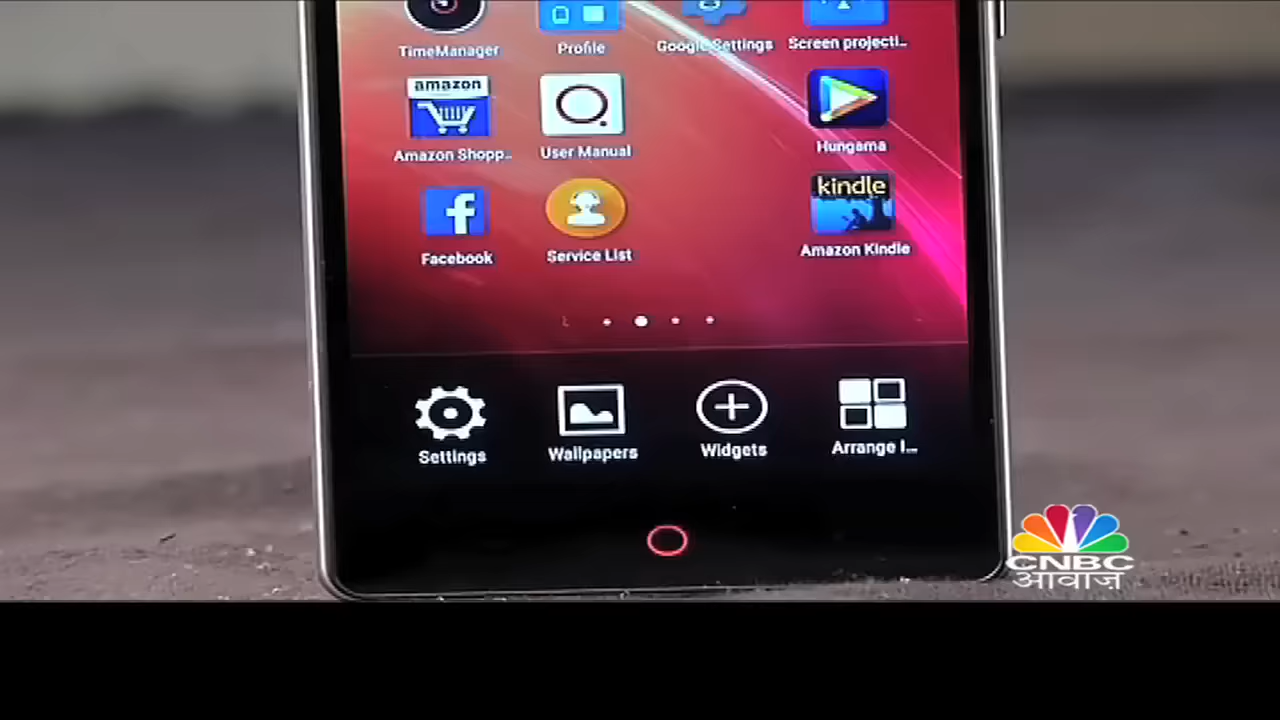 TimeManager
Profile
Google Settings
Screen projecti..
amazon
Amazon Shopp..
User Manual
Hungama
f
Facebook
Service List
kindle
Amazon Kindle
Settings
Wallpapers
Widgets
Arrange I...
CNBC
आवाज़